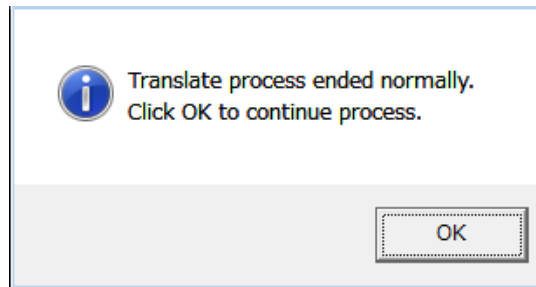 Translate process ended normally.
Click OK to continue process.
OK